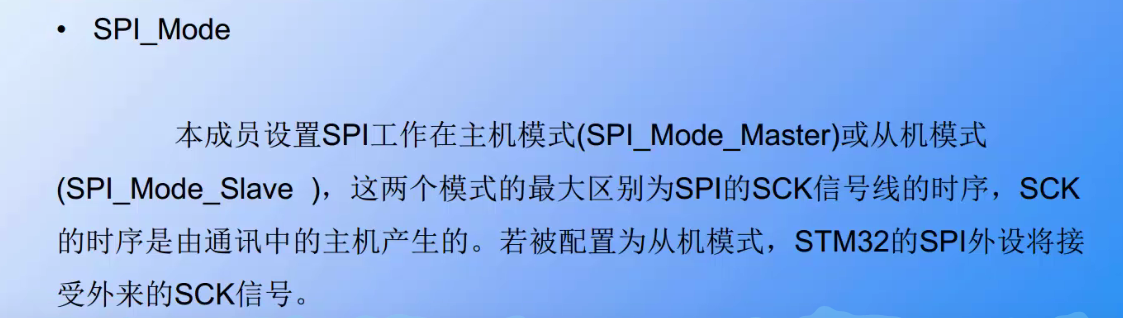 • SPI_Mode
本成员设置SPI工作在主机模式(SPI_Mode_Master)或从机模式
(SPI_Mode_Slave )，这两个模式的最大区别为SPI的SCK信号线的时序，SCK
的时序是由通讯中的主机产生的。若被配置为从机模式，STM32的SPI外设将接
受外来的SCK信号。